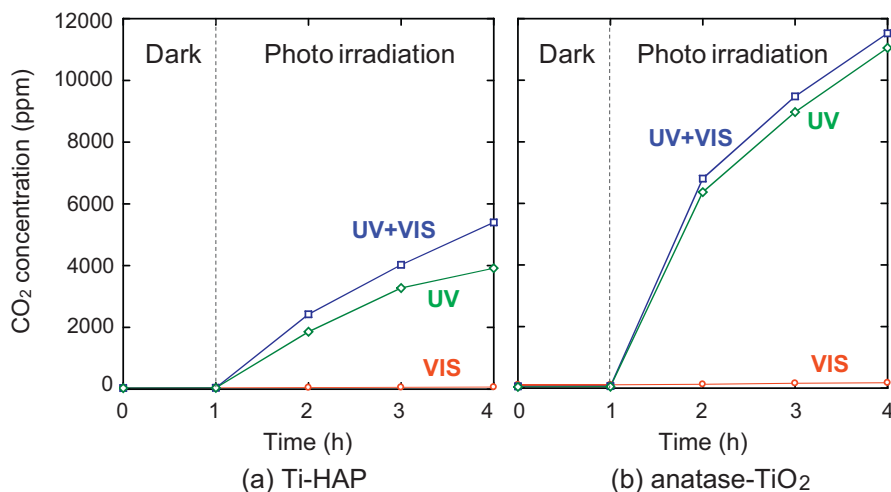 12000
10000
8000
6000
4000
2000
0
CO2 concentration (ppm)
Dark
Photo irradiation
UV+VIS
UV
VIS
0 1 2 3 4
Time (h)
(a) Ti-HAP
Dark
Photo irradiation
UV+VIS
UV
VIS
0 1 2 3 4
Time (h)
(b) anatase-TiO2